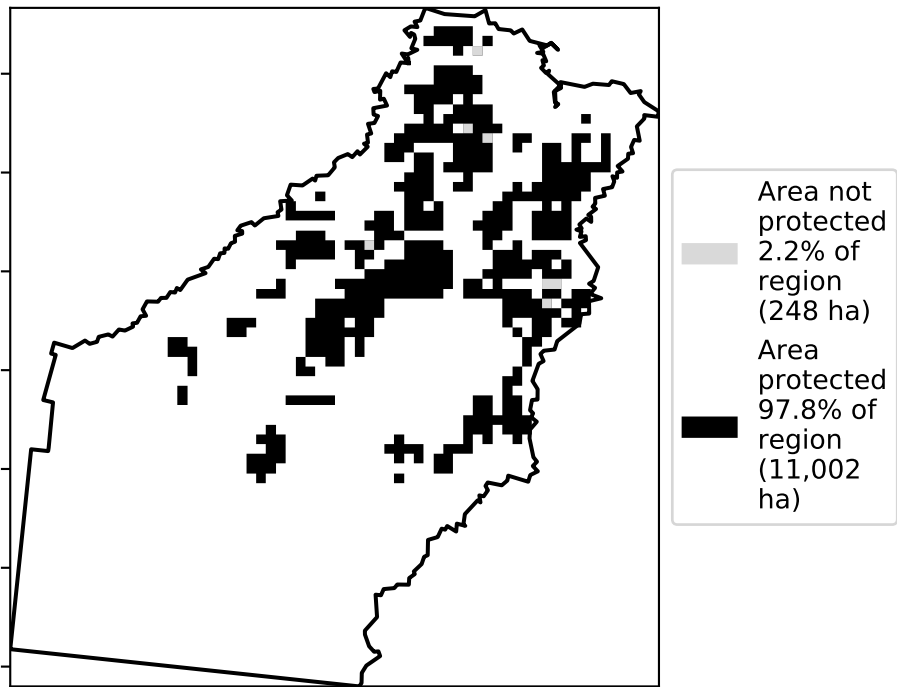 Area not
protected
2.2% of
region
(248 ha)
Area
protected
97.8% of
region
(11,002
ha)